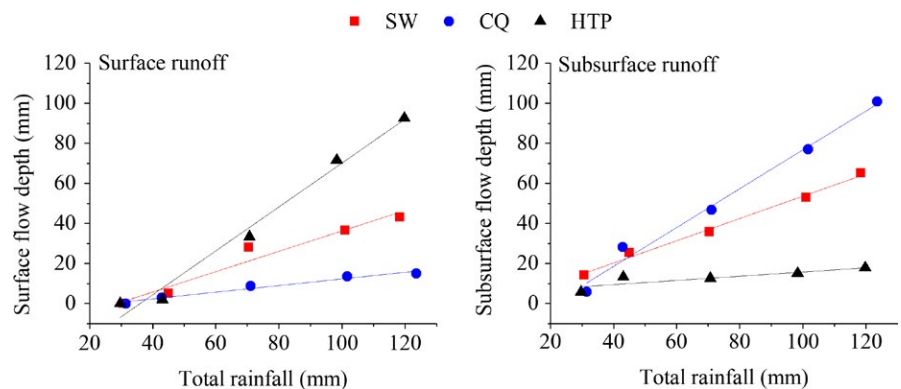 SW CQ HTP
Surface runoff
Surface flow depth (mm)
120
100
80
60
40
20
0
20 40 60 80 100 120
Total rainfall (mm)
Subsurface runoff
Subsurface flow depth (mm)
120
100
80
60
40
20
0
20 40 60 80 100 120
Total rainfall (mm)